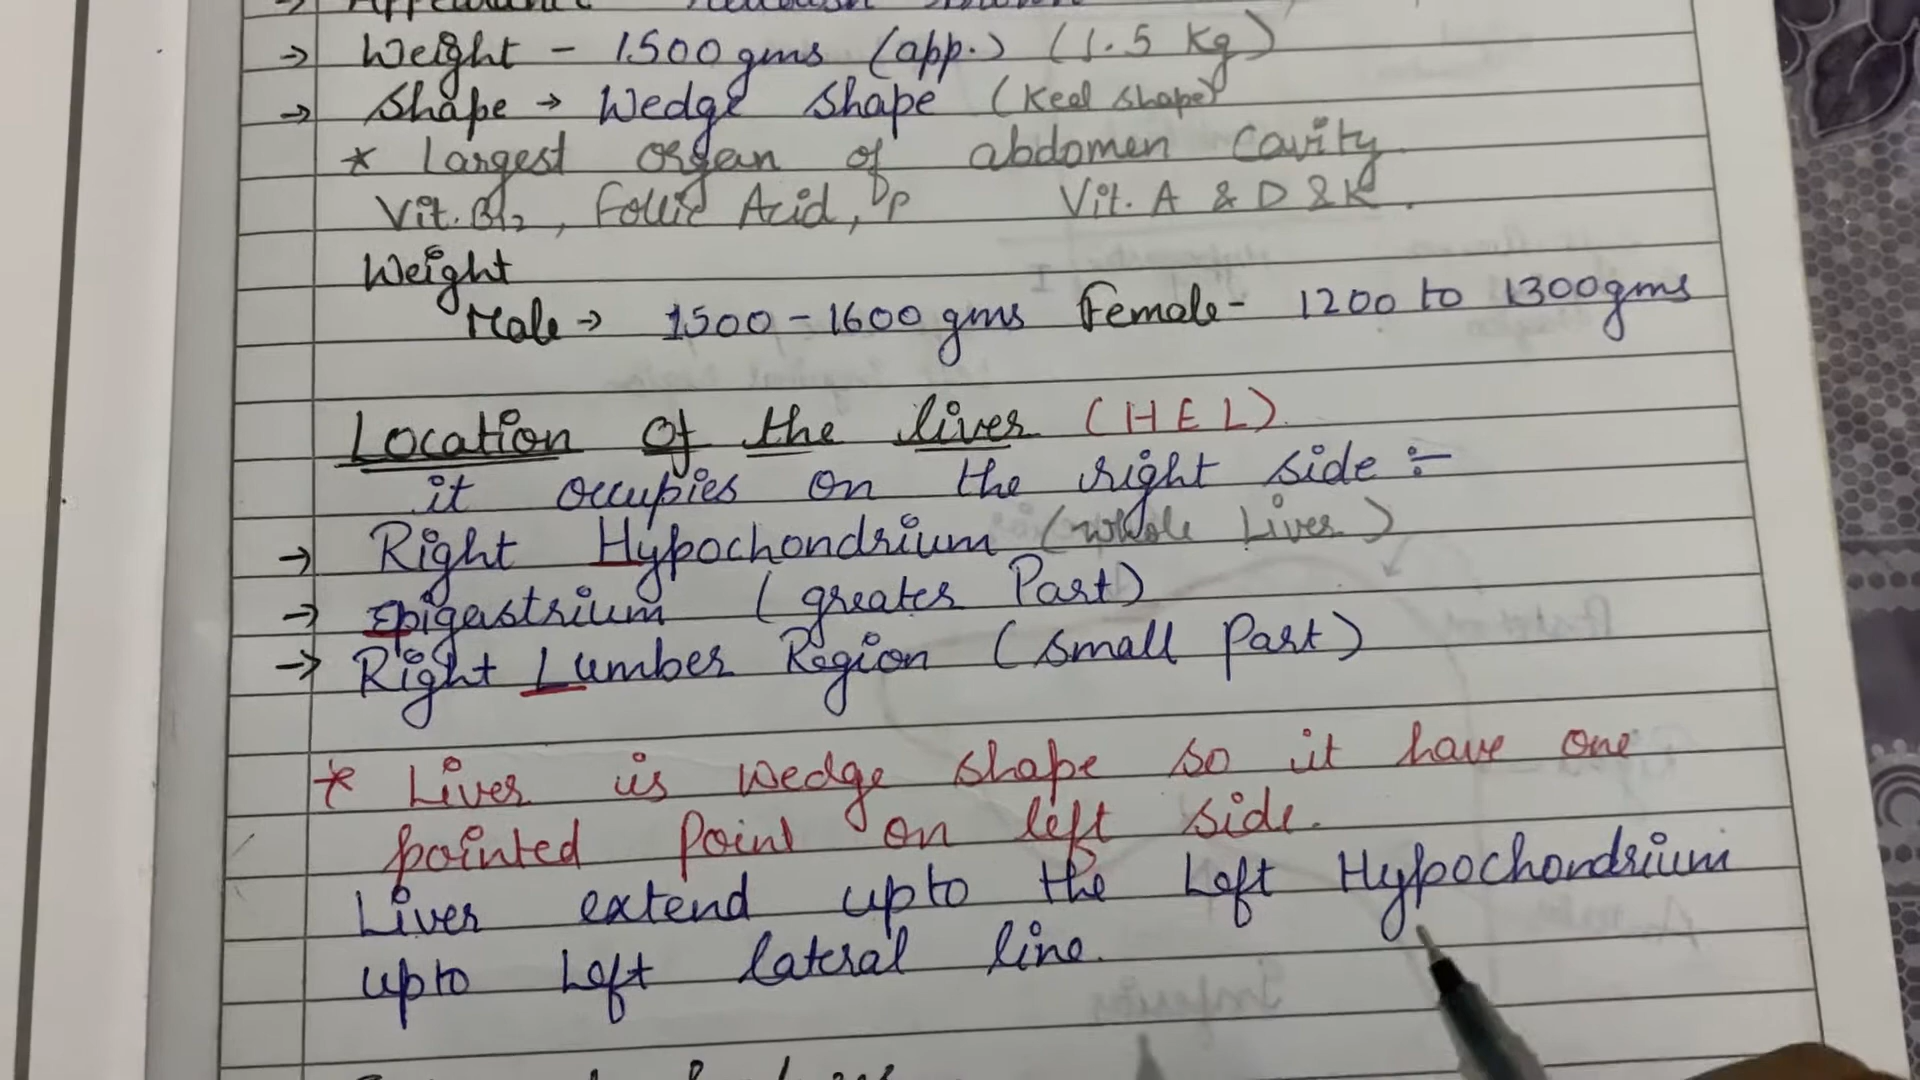 → Weight - 1500 gms (app.) (1.5 Kg)
→ Shape → Wedge shape (Keel shape)
* Largest organ of abdomen cavity.
Vit. B12, Follic Acid, Vit. A & D & K.
Weight
Male → 1500 - 1600 gms Female - 1200 to 1300gms
Location of the liver (HEL)
it occupies on the right side :-
→ Right Hypochondrium (whole Liver)
→ Epigastrium (greater Part)
→ Right Lumber Region (small Part)
* Liver is wedge shape so it have one
pointed Point on left side.
Liver extend upto the Left Hypochondrium
upto Left lateral line.